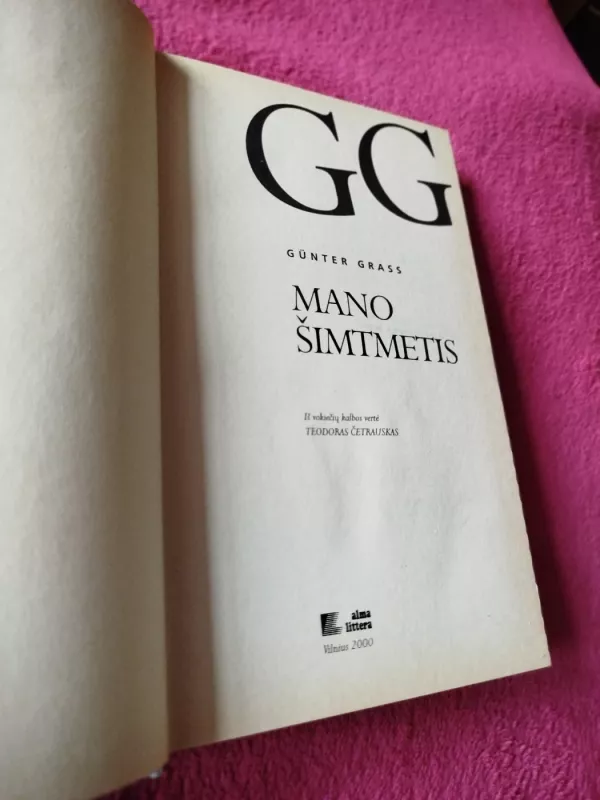 GG
GÜNTER GRASS
MANO
ŠIMTMETIS
Iš vokiečių kalbos vertė
TEODORAS ČETRAUSKAS
alma
littera
Vilnius 2000